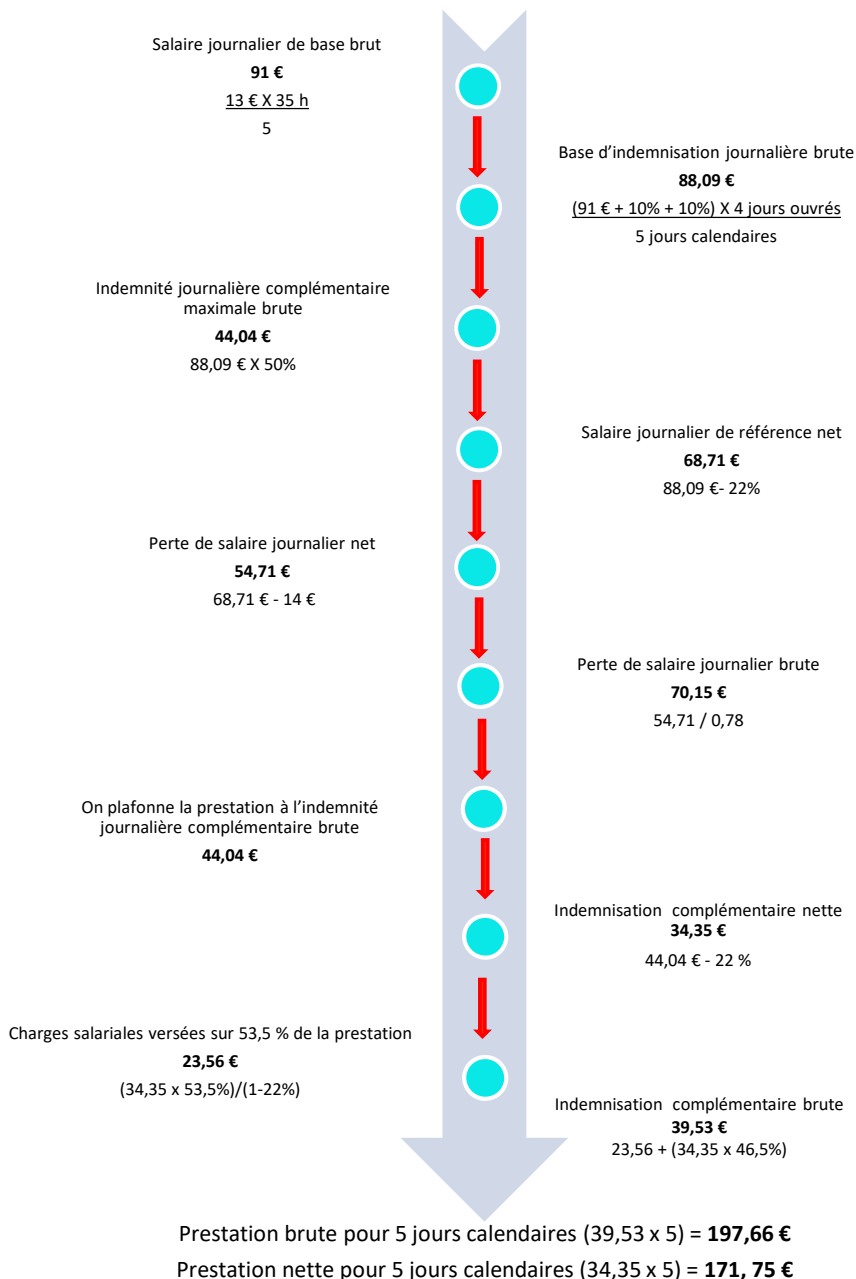 Salaire journalier de base brut
91 €
13 € X 35 h
5
Base d’indemnisation journalière brute
88,09 €
(91 € + 10% + 10%) X 4 jours ouvrés
5 jours calendaires
Indemnité journalière complémentaire
maximale brute
44,04 €
88,09 € X 50%
Salaire journalier de référence net
68,71 €
88,09 €- 22%
Perte de salaire journalier net
54,71 €
68,71 € - 14 €
Perte de salaire journalier brute
70,15 €
54,71 / 0,78
On plafonne la prestation à l’indemnité
journalière complémentaire brute
44,04 €
Indemnisation complémentaire nette
34,35 €
44,04 € - 22 %
Charges salariales versées sur 53,5 % de la prestation
23,56 €
(34,35 x 53,5%)/(1-22%)
Indemnisation complémentaire brute
39,53 €
23,56 + (34,35 x 46,5%)
Prestation brute pour 5 jours calendaires (39,53 x 5) = 197,66 €
Prestation nette pour 5 jours calendaires (34,35 x 5) = 171, 75 €